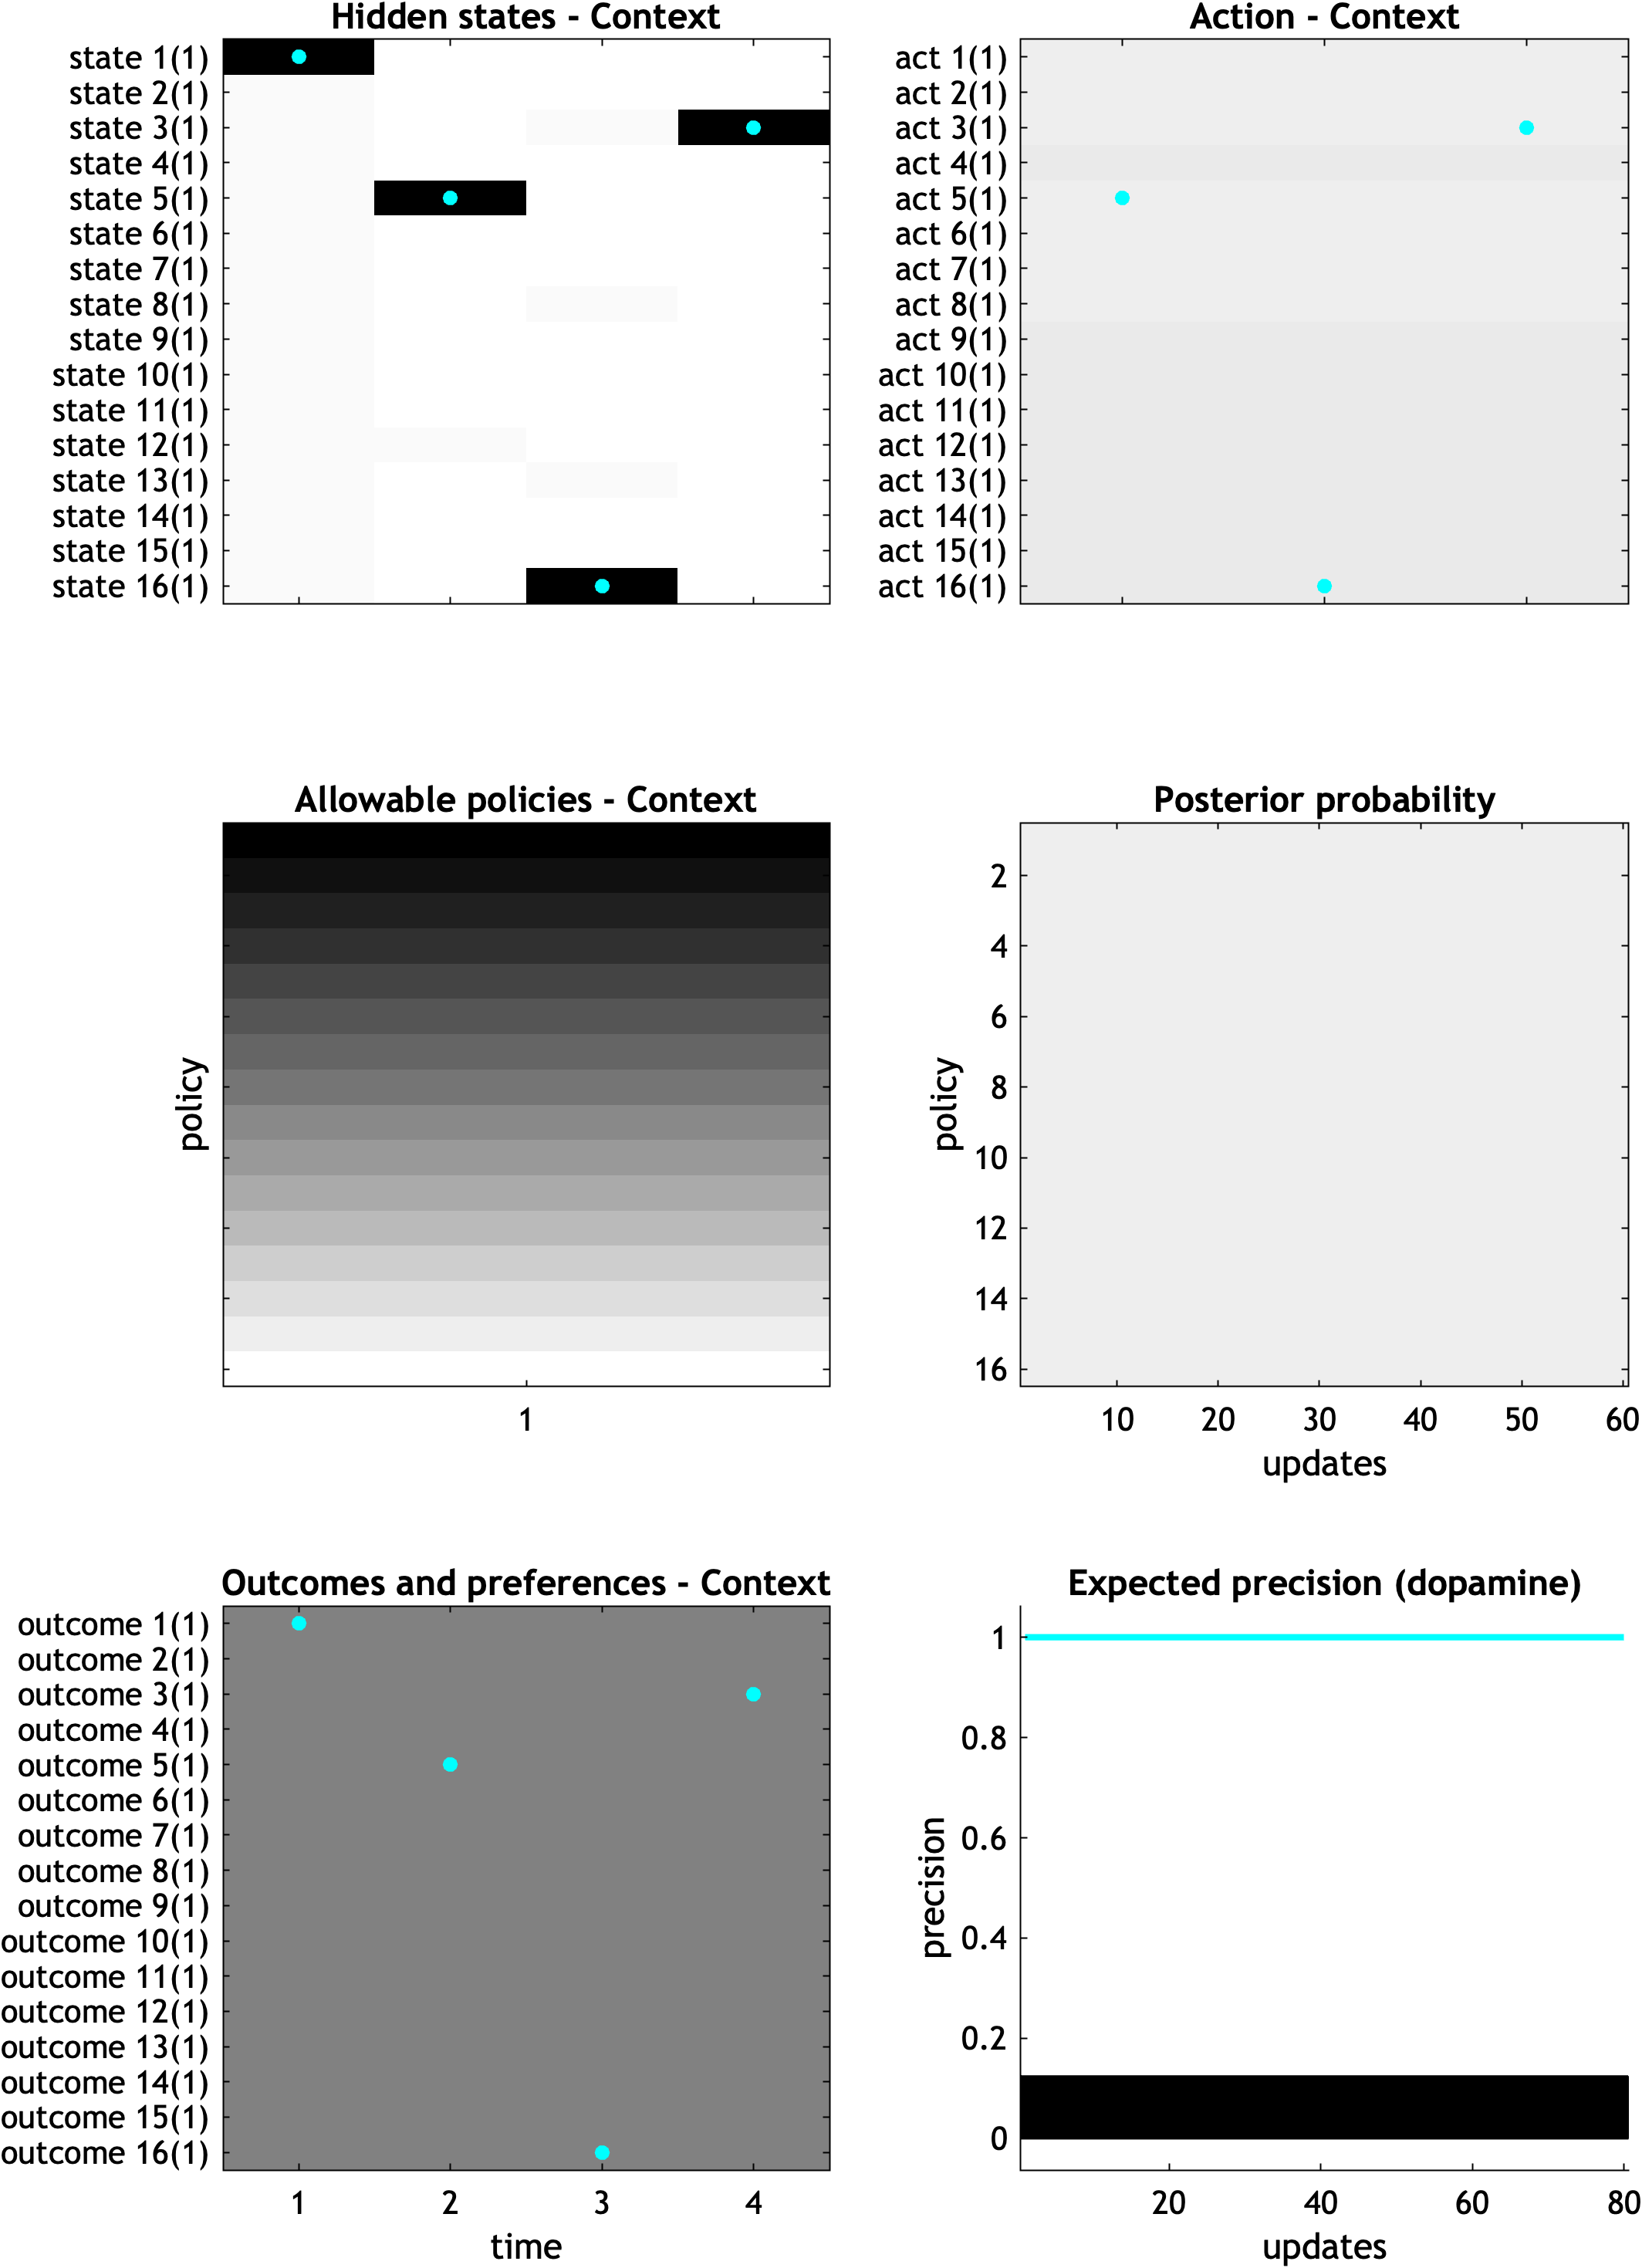 Hidden states - Context
state 1(1)
state 2(1)
state 3(1)
state 4(1)
state 5(1)
state 6(1)
state 7(1)
state 8(1)
state 9(1)
state 10(1)
state 11(1)
state 12(1)
state 13(1)
state 14(1)
state 15(1)
state 16(1)
Action - Context
act 1(1)
act 2(1)
act 3(1)
act 4(1)
act 5(1)
act 6(1)
act 7(1)
act 8(1)
act 9(1)
act 10(1)
act 11(1)
act 12(1)
act 13(1)
act 14(1)
act 15(1)
act 16(1)
Allowable policies - Context
policy
1
Posterior probability
policy
2
4
6
8
10
12
14
16
10 20 30 40 50 60
updates
Outcomes and preferences - Context
outcome 1(1)
outcome 2(1)
outcome 3(1)
outcome 4(1)
outcome 5(1)
outcome 6(1)
outcome 7(1)
outcome 8(1)
outcome 9(1)
outcome 10(1)
outcome 11(1)
outcome 12(1)
outcome 13(1)
outcome 14(1)
outcome 15(1)
outcome 16(1)
1 2 3 4
time
Expected precision (dopamine)
precision
1
0.8
0.6
0.4
0.2
0
20 40 60 80
updates